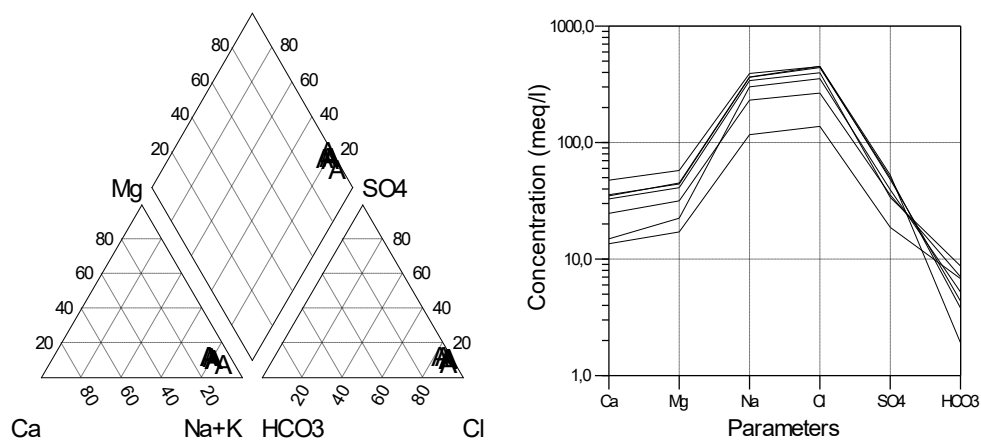 80 80
60 60
40 40
20 20
Mg SO4
80 80
60 60
40 40
20 20
80 60 40 20 20 40 60 80
Ca Na+K HCO3 Cl
A A A A
A A A
A A A
1000,0
100,0
10,0
1,0
Concentration (meq/l)
Ca Mg Na Cl SO4 HCO3
Parameters